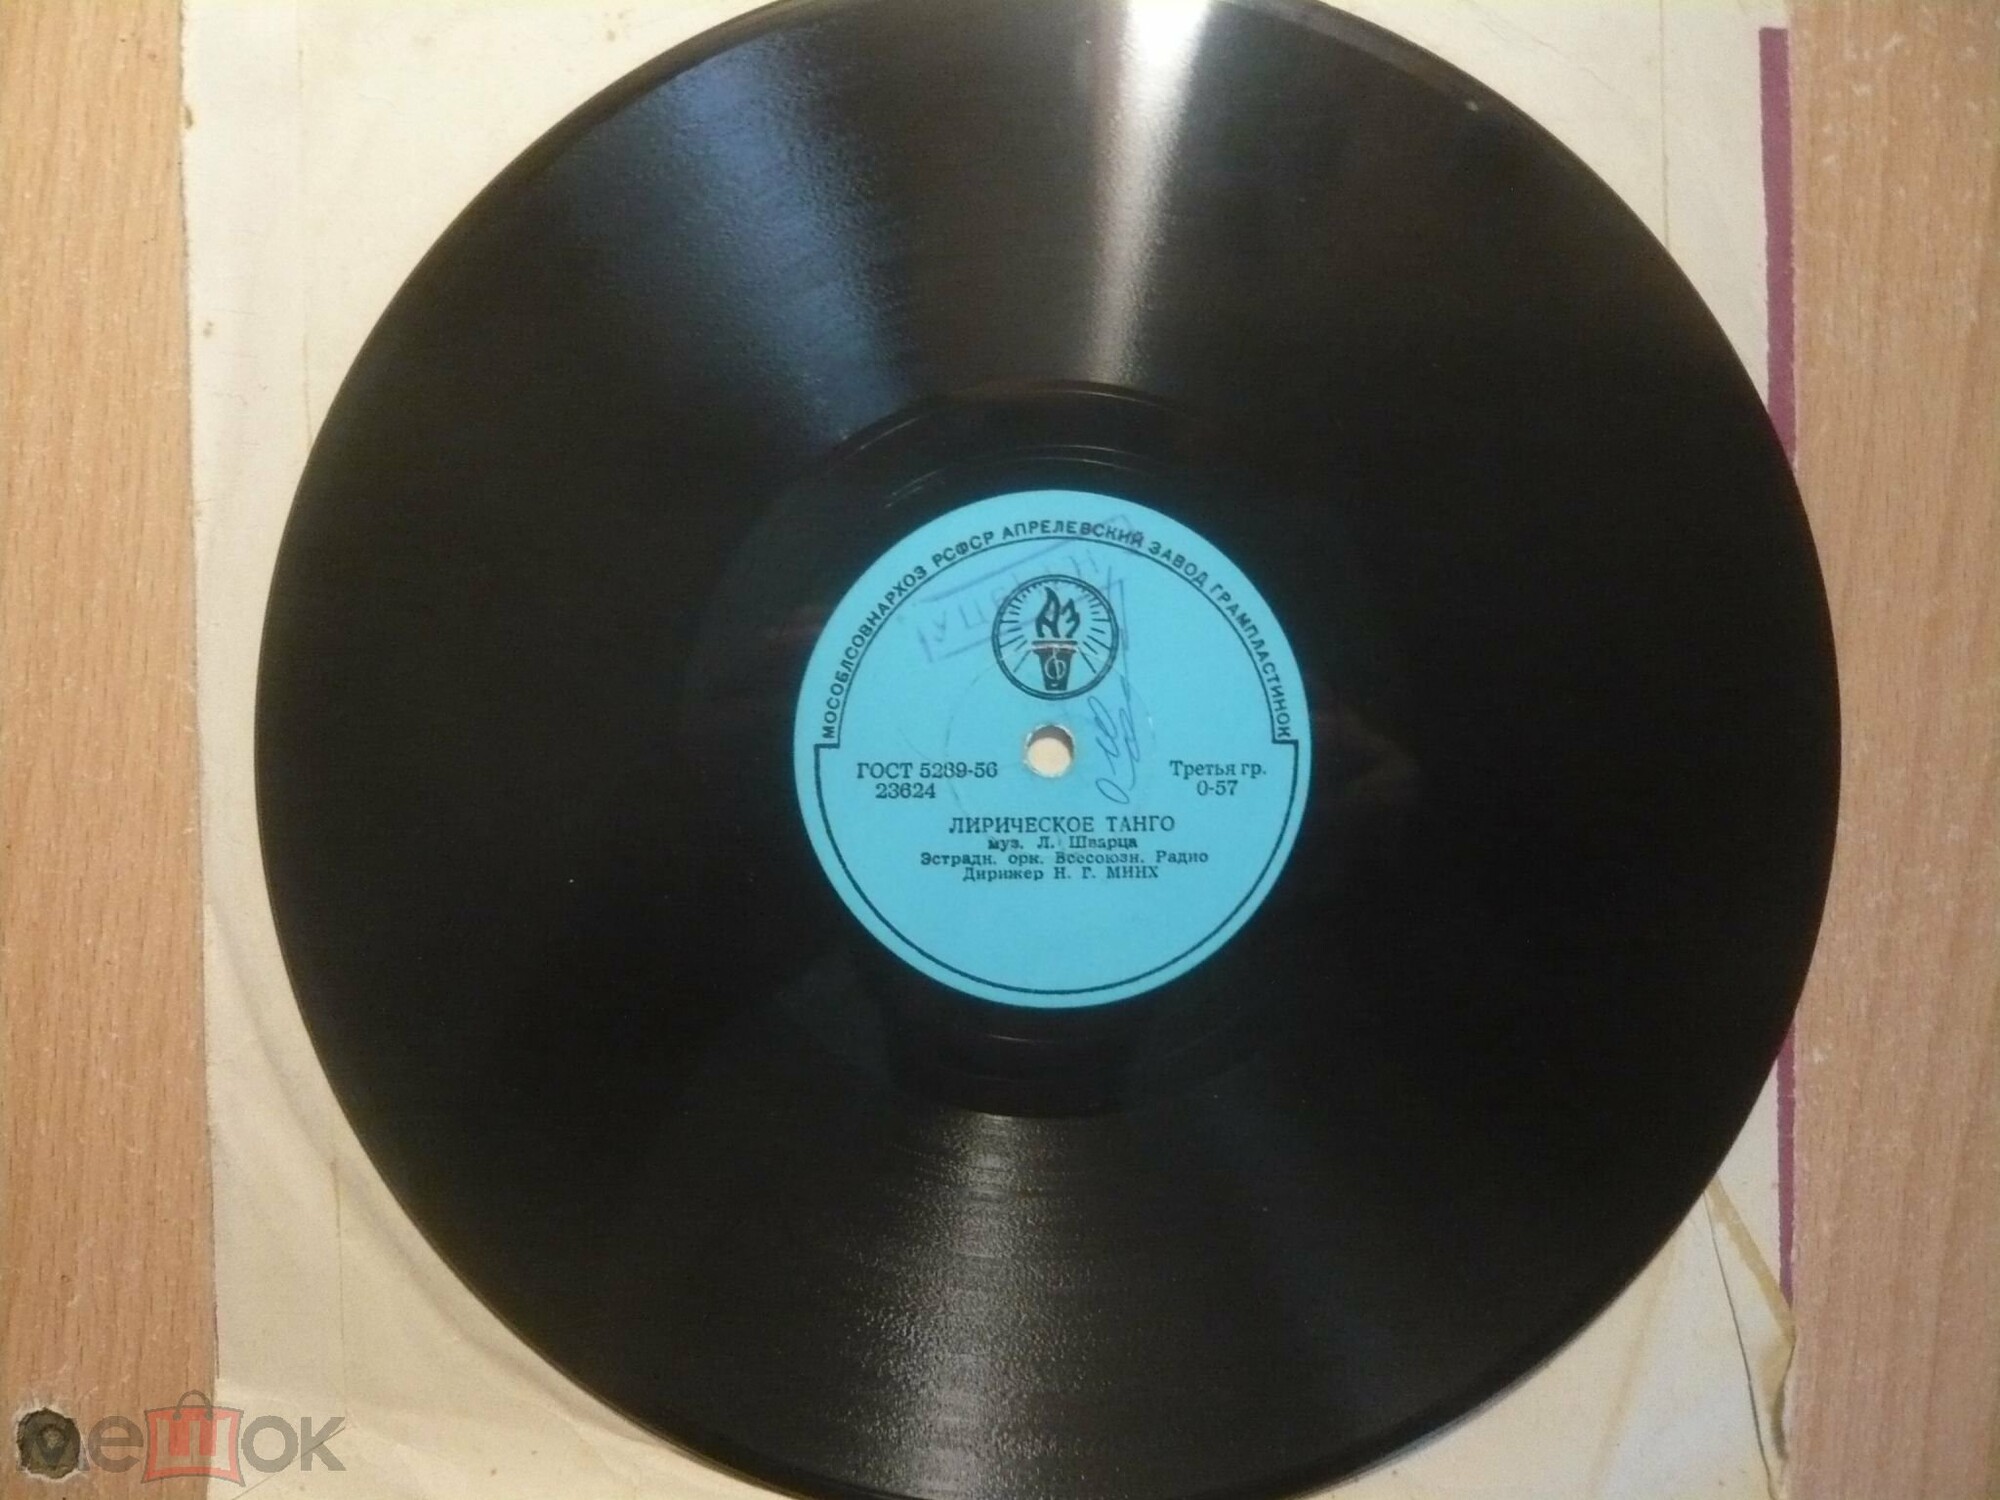 МОСОБЛСОВНАРХОЗ РСФСР АПРЕЛЕВСКИЙ ЗАВОД ГРАМПЛАСТИНОК
АЗ
ГОСТ 5289-56
23624
Третья гр.
0-57
ЛИРИЧЕСКОЕ ТАНГО
муз. Л. Шварца
Эстрадн. орк. Всесоюзн. Радио
Дирижер Н. Г. МИНХ
мешок